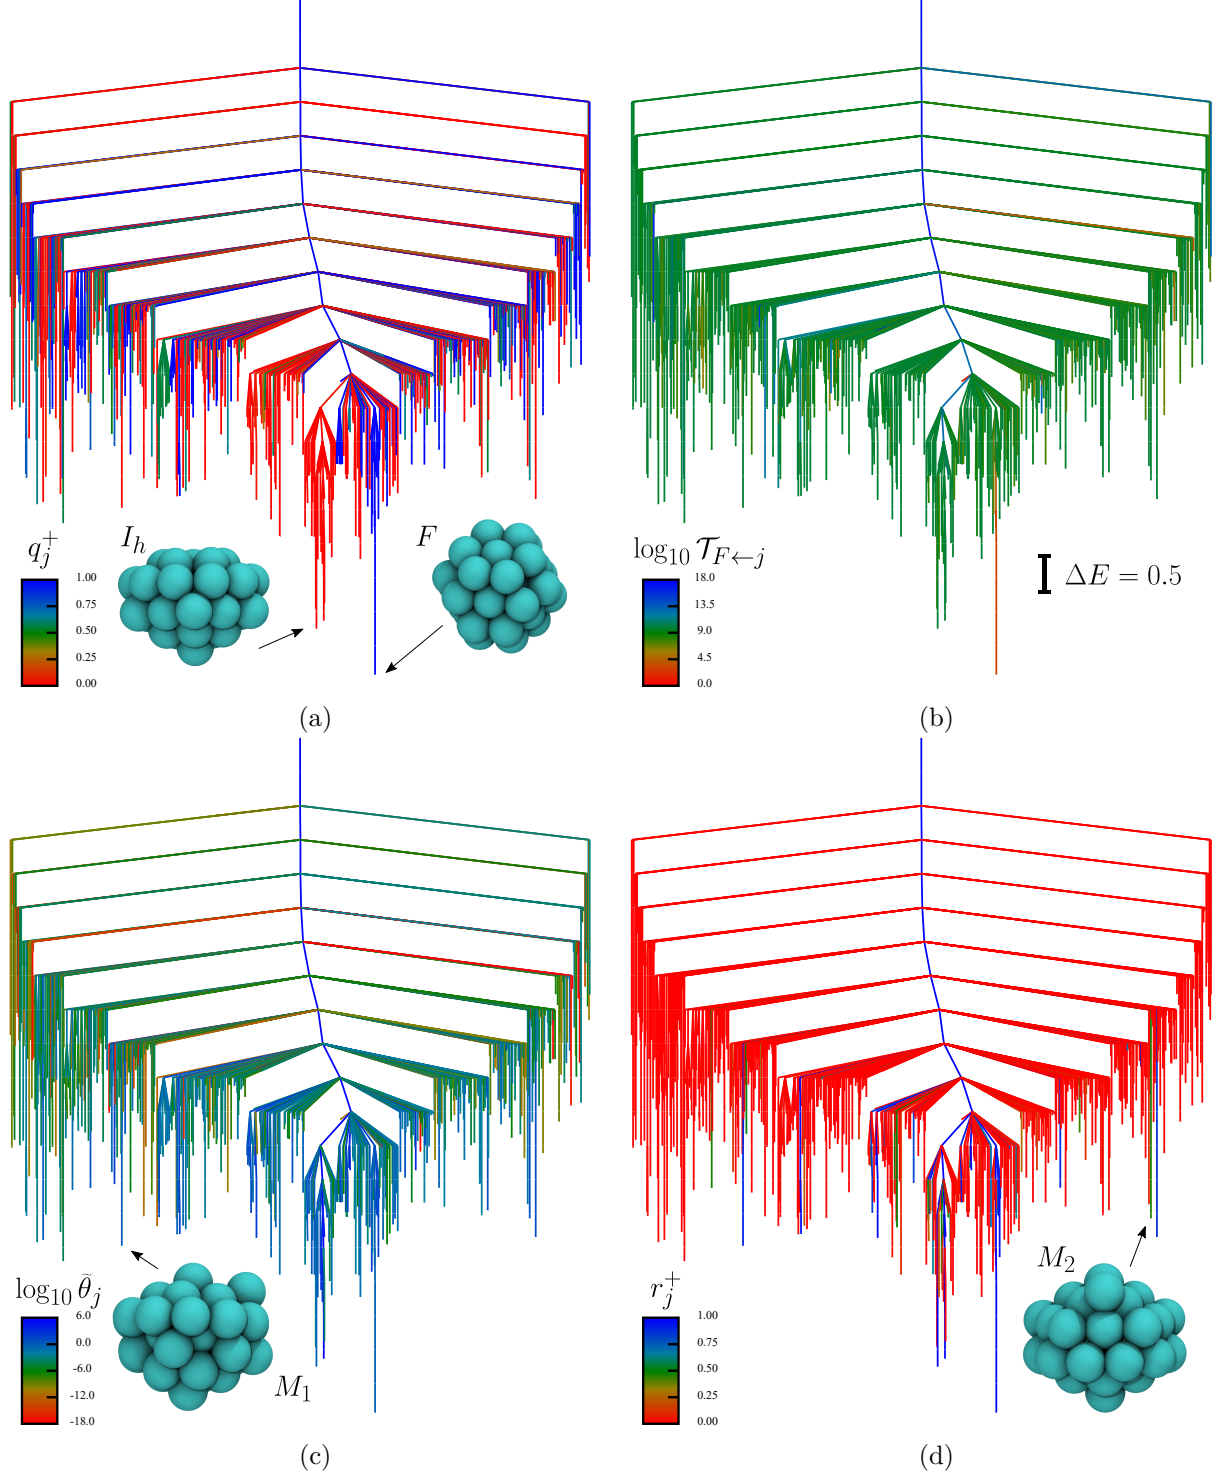 I_h
F
q_j^+
1.00
0.75
0.50
0.25
0.00
(a)
log₁₀ 𝒯_{F←j}
18.0
13.5
9.0
4.5
0.0
ΔE = 0.5
(b)
log₁₀ θ̃_j
6.0
0.0
-6.0
-12.0
-18.0
M₁
(c)
M₂
r_j^+
1.00
0.75
0.50
0.25
0.00
(d)